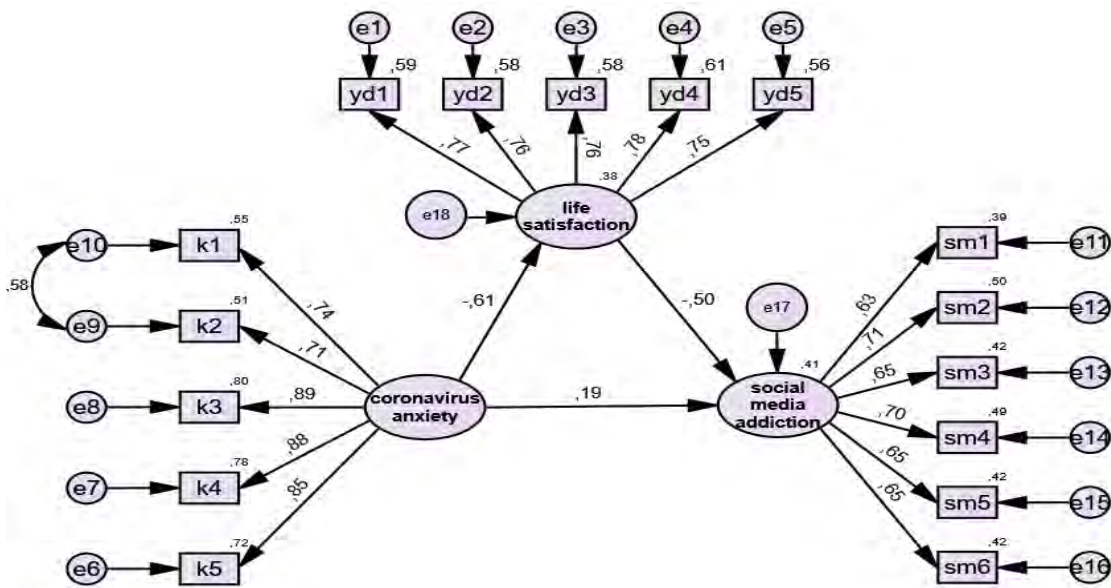 e1 e2 e3 e4 e5
,59 ,58 ,58 ,61 ,56
yd1 yd2 yd3 yd4 yd5
,77 ,76 ,76 ,78 ,75
,38
e18
life
satisfaction
,55
e10 k1
,58
,51
e9 k2
,74
,71
-,61
-,50
e17
,39
sm1 e11
,50
sm2 e12
,63
,71
,80
e8 k3
,89
coronavirus
anxiety
,19
,41
social
media
addiction
,42
sm3 e13
,65
,49
sm4 e14
,70
,78
e7 k4
,88
,85
,72
e6 k5
,42
sm5 e15
,65
,65
,42
sm6 e16